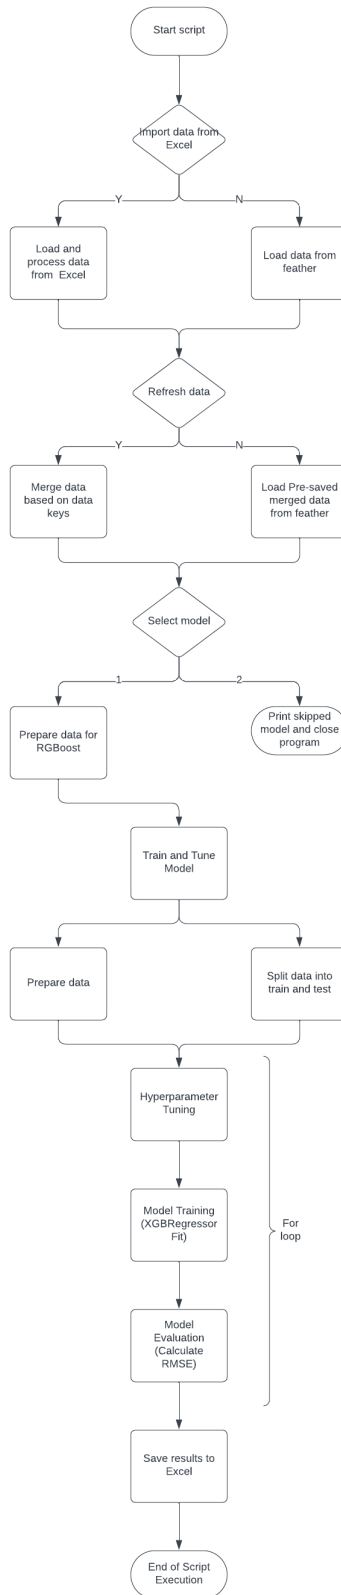 Start script
Import data from
Excel
Y
N
Load and
process data
from Excel
Load data from
feather
Refresh data
Y
N
Merge data
based on data
keys
Load Pre-saved
merged data
from feather
Select model
1
2
Prepare data for
RGBoost
Print skipped
model and close
program
Train and Tune
Model
Prepare data
Split data into
train and test
Hyperparameter
Tuning
Model Training
(XGBRegressor
Fit)
For
loop
Model
Evaluation
(Calculate
RMSE)
Save results to
Excel
End of Script
Execution